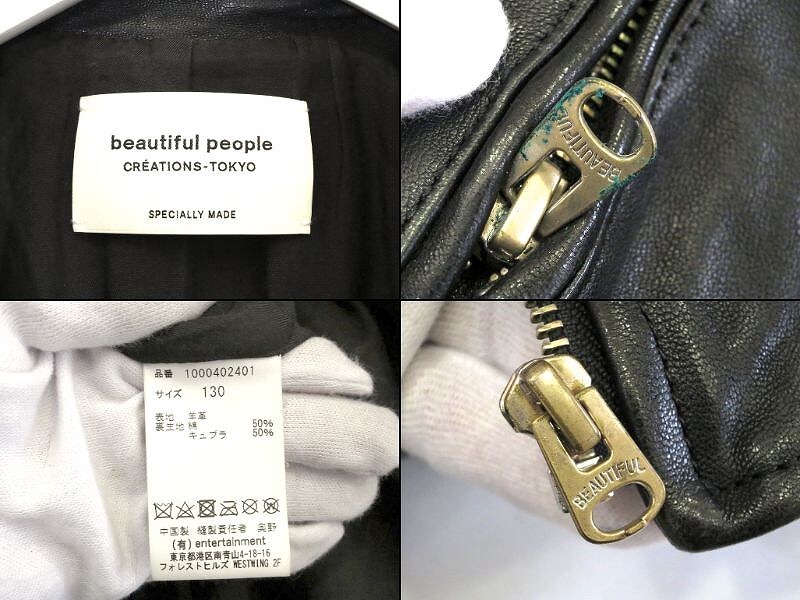 beautiful people
CRÉATIONS-TOKYO
SPECIALLY MADE
BEAUTIFUL
BEAUTIFUL
品番 1000402401
サイズ 130
表地 羊革
裏生地 綿 50%
キュプラ 50%
中国製 縫製責任者 奥野
(有) entertainment
東京都港区南青山4-18-16
フォレストヒルズ WESTWING 2F
BEAUTIFUL